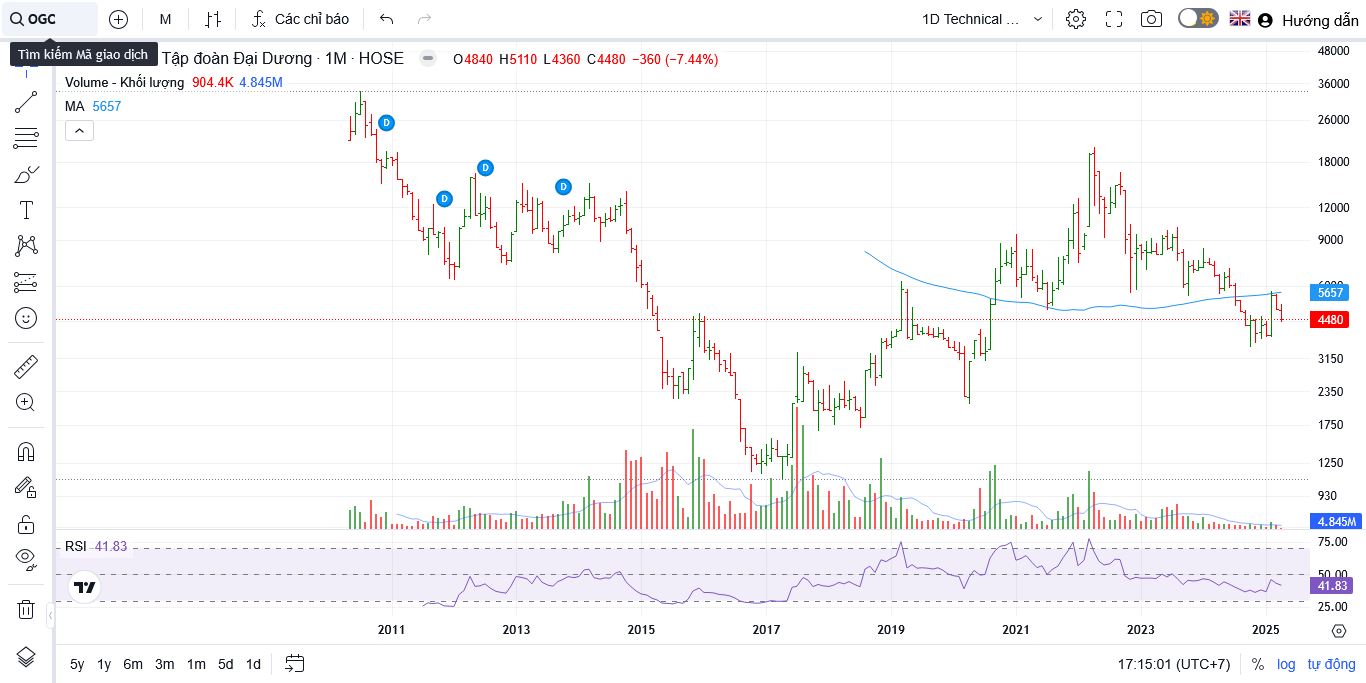 OGC M Các chỉ báo 1D Technical ... Hướng dẫn
Tìm kiếm Mã giao dịch
Tập đoàn Đại Dương · 1M · HOSE O4840 H5110 L4360 C4480 −360 (−7.44%)
Volume - Khối lượng 904.4K 4.845M
MA 5657
D
D
D
D
48000
36000
26000
18000
12000
9000
5657
4480
3150
2350
1750
1250
930
4.845M
RSI 41.83
75.00
50.00
41.83
25.00
2011 2013 2015 2017 2019 2021 2023 2025
5y 1y 6m 3m 1m 5d 1d 17:15:01 (UTC+7) % log tự động